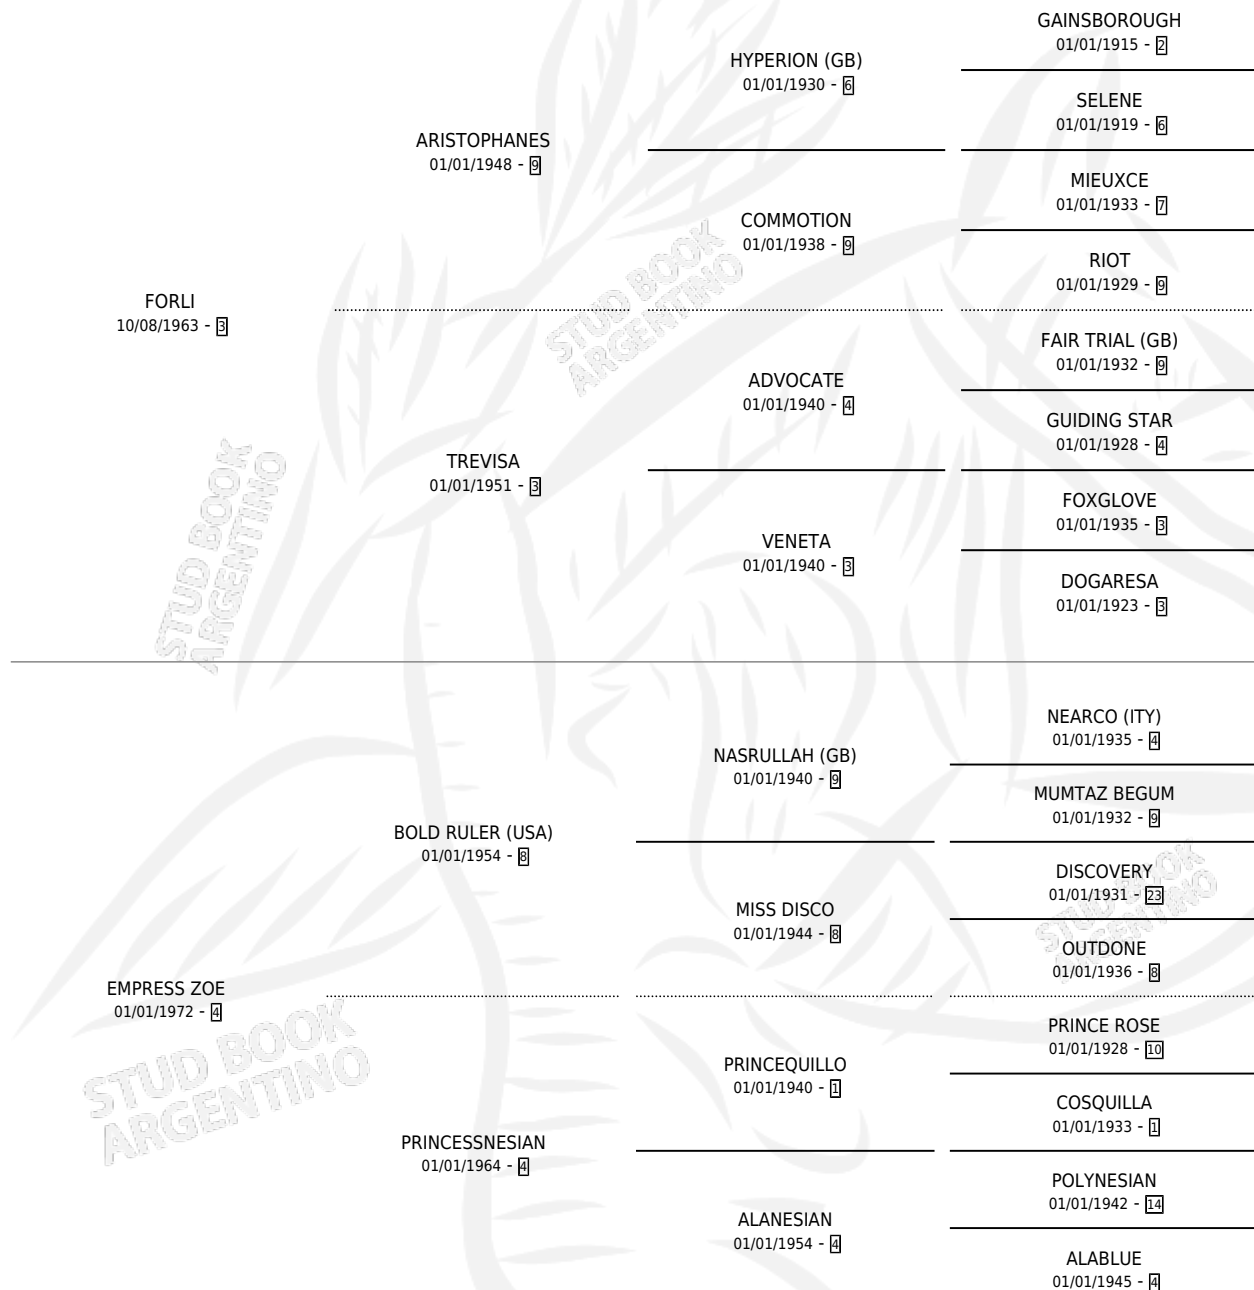 GAINSBOROUGH
01/01/1915 - 2
HYPERION (GB)
01/01/1930 - 6
SELENE
01/01/1919 - 6
ARISTOPHANES
01/01/1948 - 9
MIEUXCE
01/01/1933 - 7
COMMOTION
01/01/1938 - 9
RIOT
01/01/1929 - 9
FORLI
10/08/1963 - 3
FAIR TRIAL (GB)
01/01/1932 - 9
ADVOCATE
01/01/1940 - 4
GUIDING STAR
01/01/1928 - 4
TREVISA
01/01/1951 - 3
FOXGLOVE
01/01/1935 - 3
VENETA
01/01/1940 - 3
DOGARESA
01/01/1923 - 3
NEARCO (ITY)
01/01/1935 - 4
NASRULLAH (GB)
01/01/1940 - 9
MUMTAZ BEGUM
01/01/1932 - 9
BOLD RULER (USA)
01/01/1954 - 8
DISCOVERY
01/01/1931 - 23
MISS DISCO
01/01/1944 - 8
OUTDONE
01/01/1936 - 8
EMPRESS ZOE
01/01/1972 - 4
PRINCE ROSE
01/01/1928 - 10
PRINCEQUILLO
01/01/1940 - 1
COSQUILLA
01/01/1933 - 1
PRINCESSNESIAN
01/01/1964 - 4
POLYNESIAN
01/01/1942 - 14
ALANESIAN
01/01/1954 - 4
ALABLUE
01/01/1945 - 4
STUD BOOK
ARGENTINO
STUD BOOK
ARGENTINO
STUD BOOK
ARGENTINO
STUD BOOK
ARGENTINO